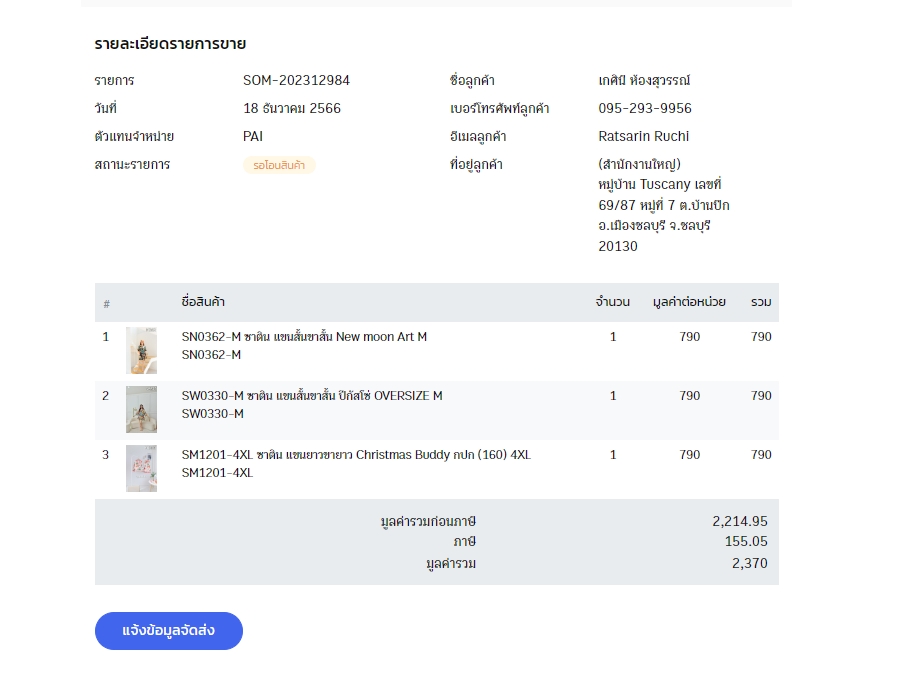 รายละเอียดรายการขาย
รายการ SOM-202312984 ชื่อลูกค้า เกศินี ห้องสุวรรณ์
วันที่ 18 ธันวาคม 2566 เบอร์โทรศัพท์ลูกค้า 095-293-9956
ตัวแทนจำหน่าย PAI อีเมลลูกค้า Ratsarin Ruchi
สถานะรายการ รอโอนสินค้า ที่อยู่ลูกค้า (สำนักงานใหญ่)
หมู่บ้าน Tuscany เลขที่
69/87 หมู่ที่ 7 ต.บ้านปึก
อ.เมืองชลบุรี จ.ชลบุรี
20130
# ชื่อสินค้า จำนวน มูลค่าต่อหน่วย รวม
1 SN0362-M ซาติน แขนสั้นขาสั้น New moon Art M 1 790 790
SN0362-M
2 SW0330-M ซาติน แขนสั้นขาสั้น ปิกัสโซ่ OVERSIZE M 1 790 790
SW0330-M
3 SM1201-4XL ซาติน แขนยาวขายาว Christmas Buddy กปก (160) 4XL 1 790 790
SM1201-4XL
มูลค่ารวมก่อนภาษี 2,214.95
ภาษี 155.05
มูลค่ารวม 2,370
แจ้งข้อมูลจัดส่ง